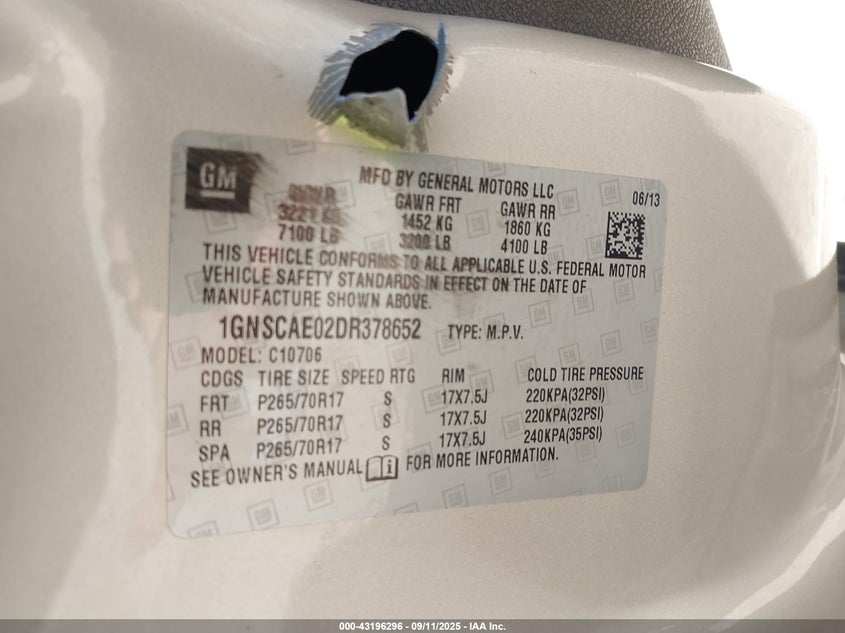 GM
MFD BY GENERAL MOTORS LLC
06/13
GVWR GAWR FRT GAWR RR
KG 1452 KG 1860 KG
7100 LB 3200 LB 4100 LB
THIS VEHICLE CONFORMS TO ALL APPLICABLE U.S. FEDERAL MOTOR
VEHICLE SAFETY STANDARDS IN EFFECT ON THE DATE OF
MANUFACTURE SHOWN ABOVE.
1GNSCAE02DR378652 TYPE: M.P.V.
MODEL: C10706
CDGS TIRE SIZE SPEED RTG RIM COLD TIRE PRESSURE
FRT P265/70R17 S 17X7.5J 220KPA(32PSI)
RR P265/70R17 S 17X7.5J 220KPA(32PSI)
SPA P265/70R17 S 17X7.5J 240KPA(35PSI)
SEE OWNER'S MANUAL i FOR MORE INFORMATION.
000-43196296 - 09/11/2025 - IAA Inc.